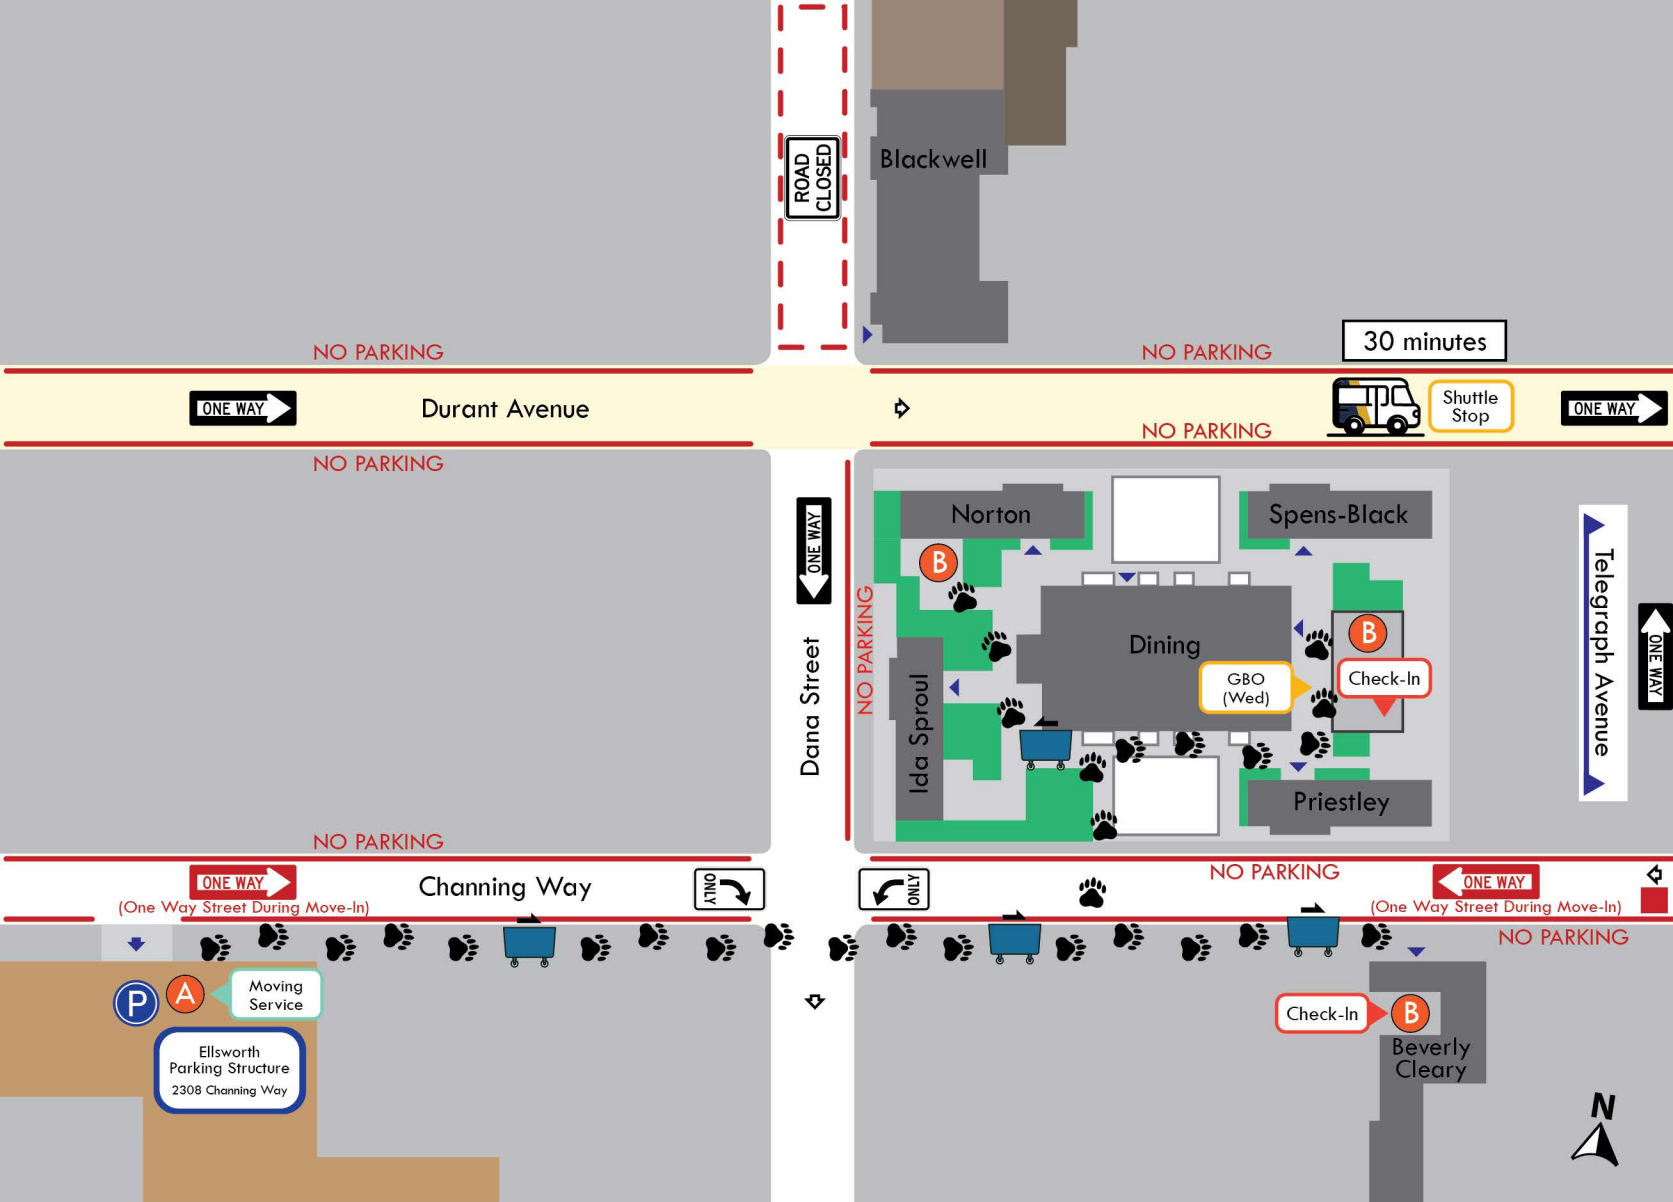 ROAD
CLOSED
Blackwell
30 minutes
NO PARKING
NO PARKING
ONE WAY
Durant Avenue
Shuttle
Stop
ONE WAY
NO PARKING
NO PARKING
ONE WAY
Norton
Spens-Black
B
B
Dining
NO PARKING
Dana Street
Ida Sproul
GBO
(Wed)
Check-In
Telegraph Avenue
ONE WAY
Priestley
NO PARKING
ONE WAY
(One Way Street During Move-In)
Channing Way
ONLY
ONLY
NO PARKING
ONE WAY
(One Way Street During Move-In)
NO PARKING
P
A
Moving
Service
Ellsworth
Parking Structure
2308 Channing Way
Check-In
B
Beverly
Cleary
N